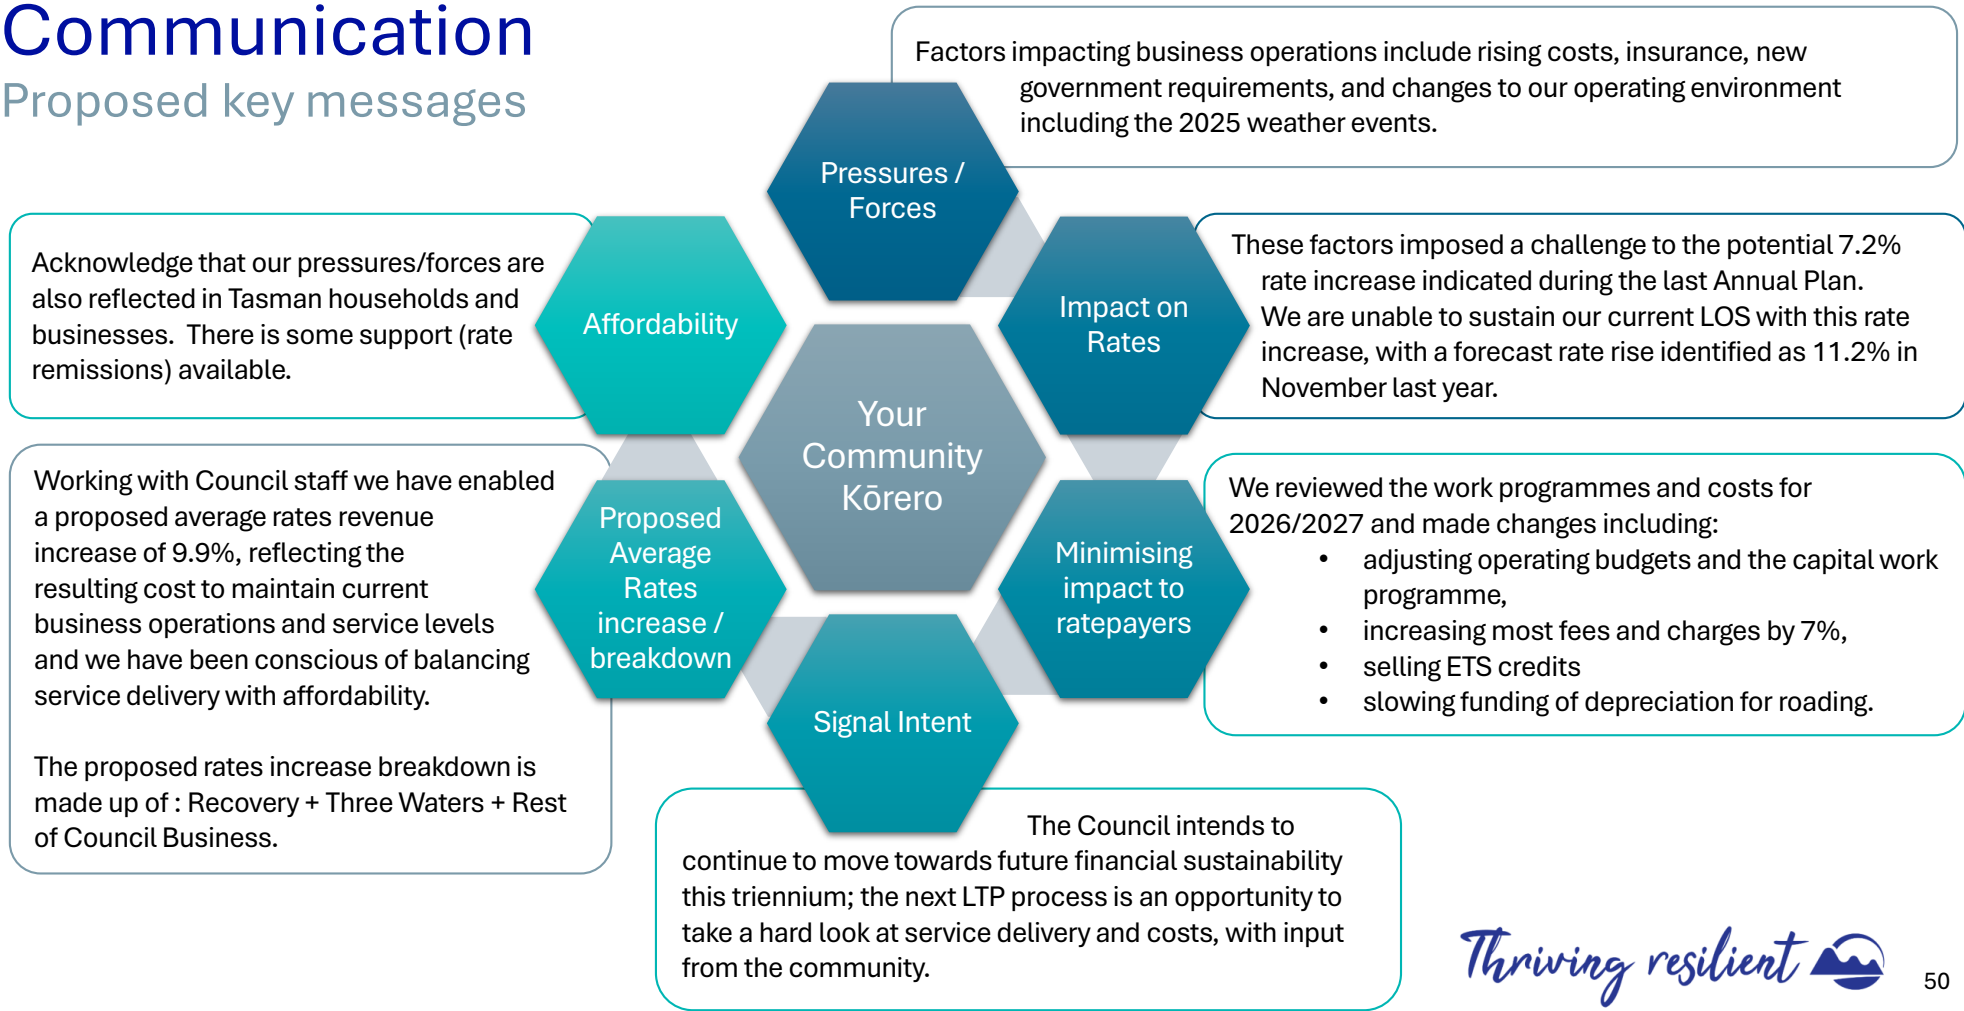 Communication
Proposed key messages
Factors impacting business operations include rising costs, insurance, new
government requirements, and changes to our operating environment
including the 2025 weather events.
Pressures /
Forces
These factors imposed a challenge to the potential 7.2%
rate increase indicated during the last Annual Plan.
We are unable to sustain our current LOS with this rate
increase, with a forecast rate rise identified as 11.2% in
November last year.
Impact on
Rates
We reviewed the work programmes and costs for
2026/2027 and made changes including:
• adjusting operating budgets and the capital work
programme,
• increasing most fees and charges by 7%,
• selling ETS credits
• slowing funding of depreciation for roading.
Minimising
impact to
ratepayers
Signal Intent
The Council intends to
continue to move towards future financial sustainability
this triennium; the next LTP process is an opportunity to
take a hard look at service delivery and costs, with input
from the community.
Proposed
Average
Rates
increase /
breakdown
Working with Council staff we have enabled
a proposed average rates revenue
increase of 9.9%, reflecting the
resulting cost to maintain current
business operations and service levels
and we have been conscious of balancing
service delivery with affordability.
The proposed rates increase breakdown is
made up of : Recovery + Three Waters + Rest
of Council Business.
Affordability
Acknowledge that our pressures/forces are
also reflected in Tasman households and
businesses.  There is some support (rate
remissions) available.
Your
Community
Kōrero
Thriving resilient
50